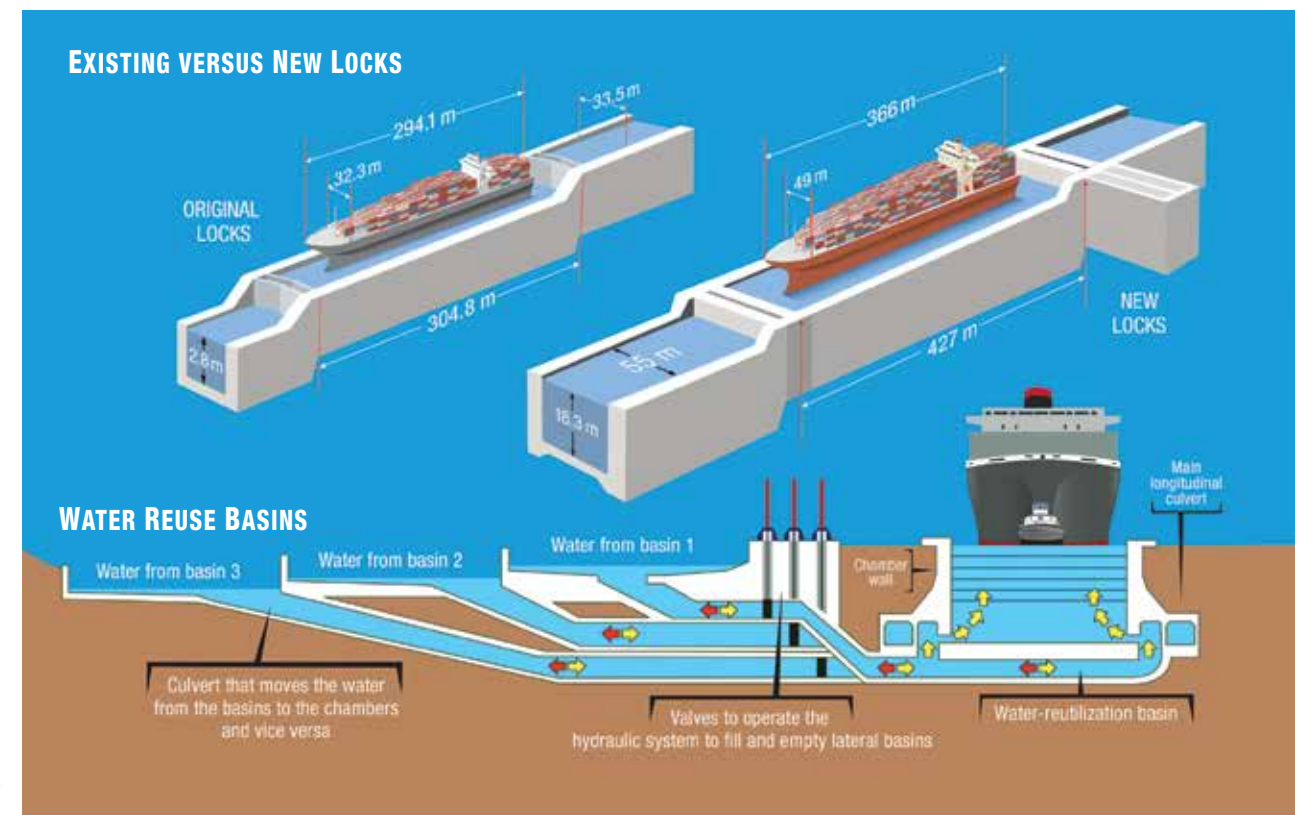 EXISTING VERSUS NEW LOCKS
294.1 m
33.5 m
32.3 m
ORIGINAL
LOCKS
304.8 m
2.8 m
366 m
49 m
NEW
LOCKS
427 m
55 m
18.3 m
WATER REUSE BASINS
Water from basin 3
Water from basin 2
Water from basin 1
Chamber
wall
Main
longitudinal
culvert
Culvert that moves the water
from the basins to the chambers
and vice versa
Valves to operate the
hydraulic system to fill and empty lateral basins
Water-reutilization basin